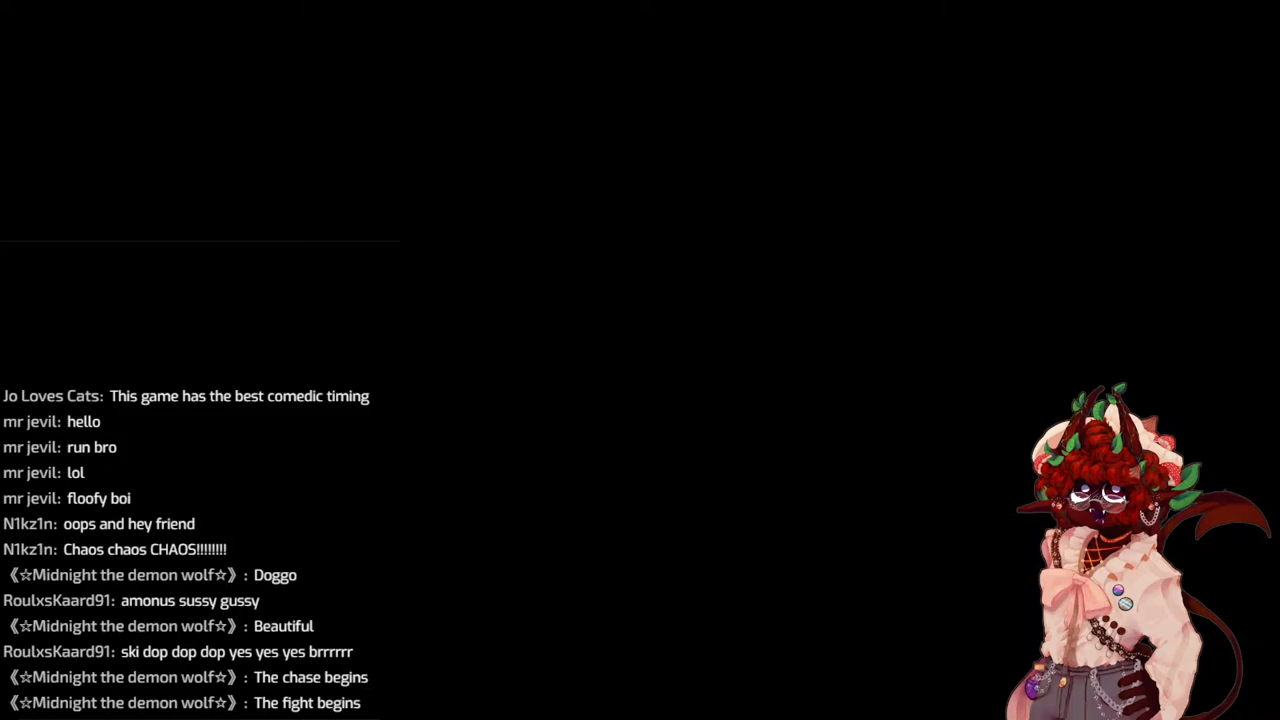 Jo Loves Cats: This game has the best comedic timing
mr jevil: hello
mr jevil: run bro
mr jevil: lol
mr jevil: floofy boi
N1kz1n: oops and hey friend
N1kz1n: Chaos chaos CHAOS!!!!!!!!
《☆Midnight the demon wolf☆》: Doggo
RoulxsKaard91: amonus sussy gussy
《☆Midnight the demon wolf☆》: Beautiful
RoulxsKaard91: ski dop dop dop yes yes yes brrrrrr
《☆Midnight the demon wolf☆》: The chase begins
《☆Midnight the demon wolf☆》: The fight begins